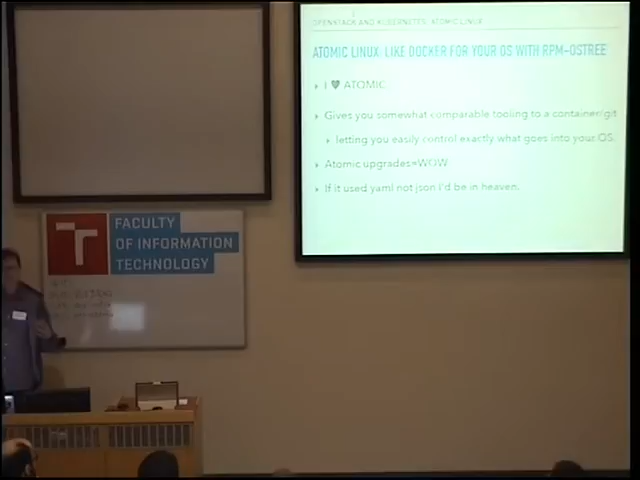 OPENSTACK AND KUBERNETES: ATOMIC LINUX
ATOMIC LINUX: LIKE DOCKER FOR YOUR OS WITH RPM-OSTREE
I ♥ ATOMIC
Gives you somewhat comparable tooling to a container/git
letting you easily control exactly what goes into your OS.
Atomic upgrades=WOW
If it used yaml not json I'd be in heaven.
T
FACULTY
OF INFORMATION
TECHNOLOGY